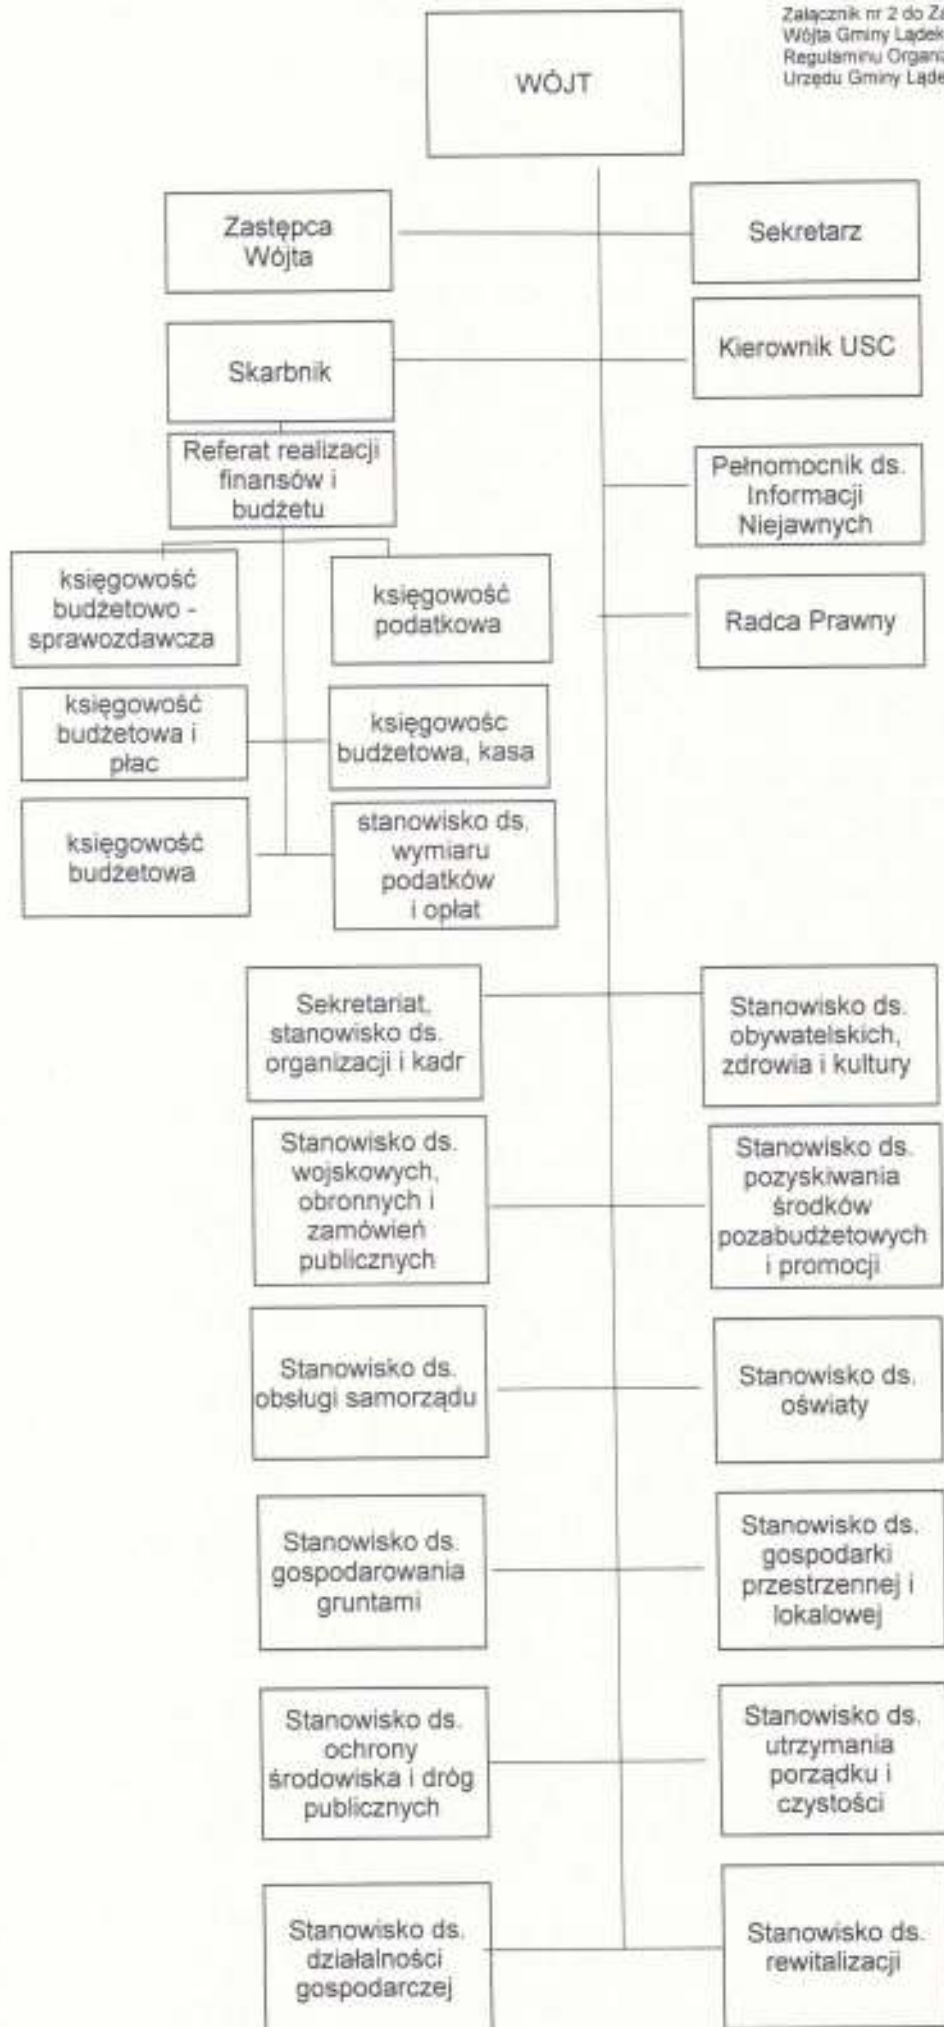 Załącznik nr 2 do
Wójta Gminy Lądek
Regulaminu
Urzędu Gminy
WÓJT
Zastępca
Wójta
Sekretarz
Skarbnik
Kierownik USC
Referat realizacji
finansów i
budżetu
Pełnomocnik ds.
Informacji
Niejawnych
księgowość
budżetowo -
sprawozdawcza
księgowość
podatkowa
Radca Prawny
księgowość
budżetowa i
płac
księgowośc
budżetowa, kasa
księgowość
budżetowa
stanowisko ds.
wymiaru
podatków
i opłat
Sekretariat,
stanowisko ds.
organizacji i kadr
Stanowisko ds.
obywatelskich,
zdrowia i kultury
Stanowisko ds.
wojskowych,
obronnych i
zamówień
publicznych
Stanowisko ds.
pozyskiwania
środków
pozabudżetowych
i promocji
Stanowisko ds.
obsługi samorządu
Stanowisko ds.
oświaty
Stanowisko ds.
gospodarowania
gruntami
Stanowisko ds.
gospodarki
przestrzennej i
lokalowej
Stanowisko ds.
ochrony
środowiska i dróg
publicznych
Stanowisko ds.
utrzymania
porządku i
czystości
Stanowisko ds.
działalności
gospodarczej
Stanowisko ds.
rewitalizacji